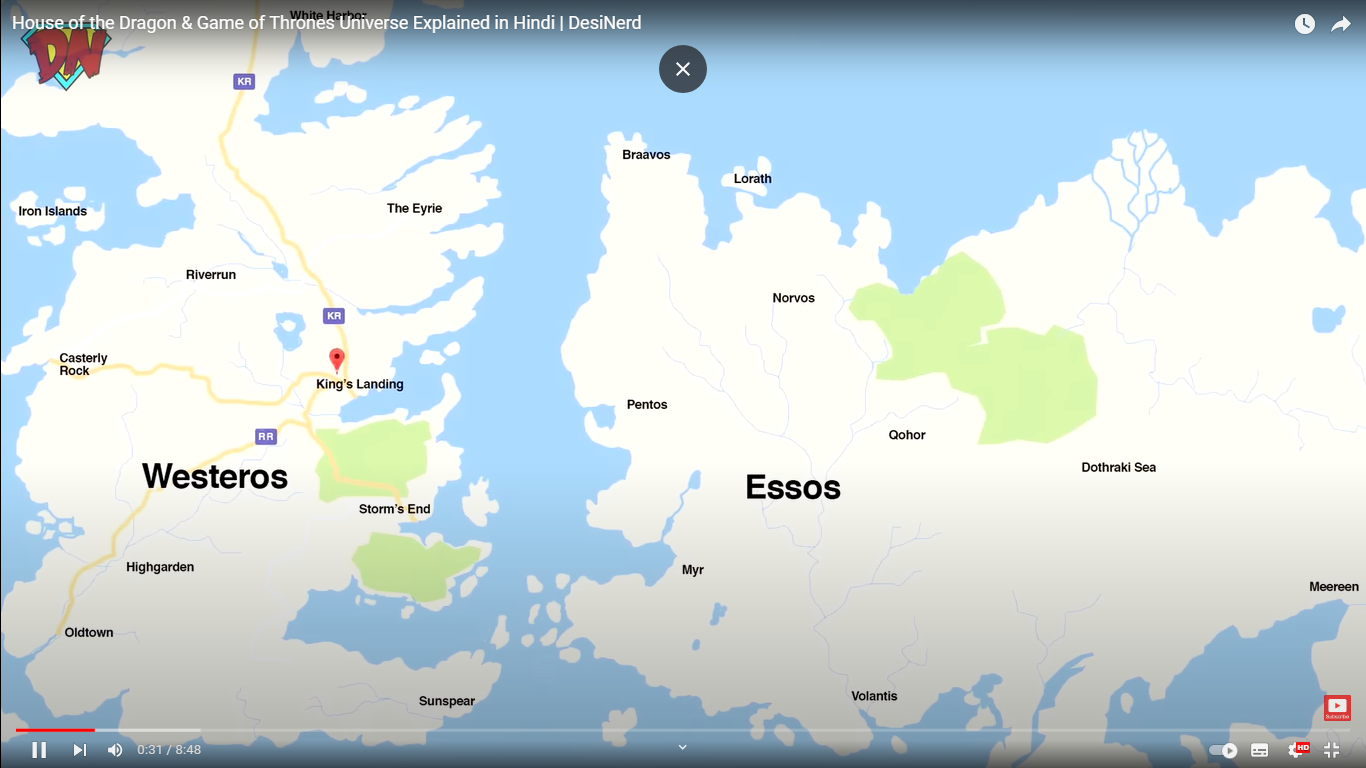 House of the Dragon & Game of Thrones Universe Explained in Hindi | DesiNerd
White Harbor
DN
KR
Braavos
Lorath
Iron Islands
The Eyrie
Riverrun
Norvos
KR
Casterly
Rock
King's Landing
Pentos
RR
Qohor
Dothraki Sea
Westeros
Essos
Storm's End
Highgarden
Myr
Meereen
Oldtown
Sunspear
Volantis
Subscribe
0:31 / 8:48
HD